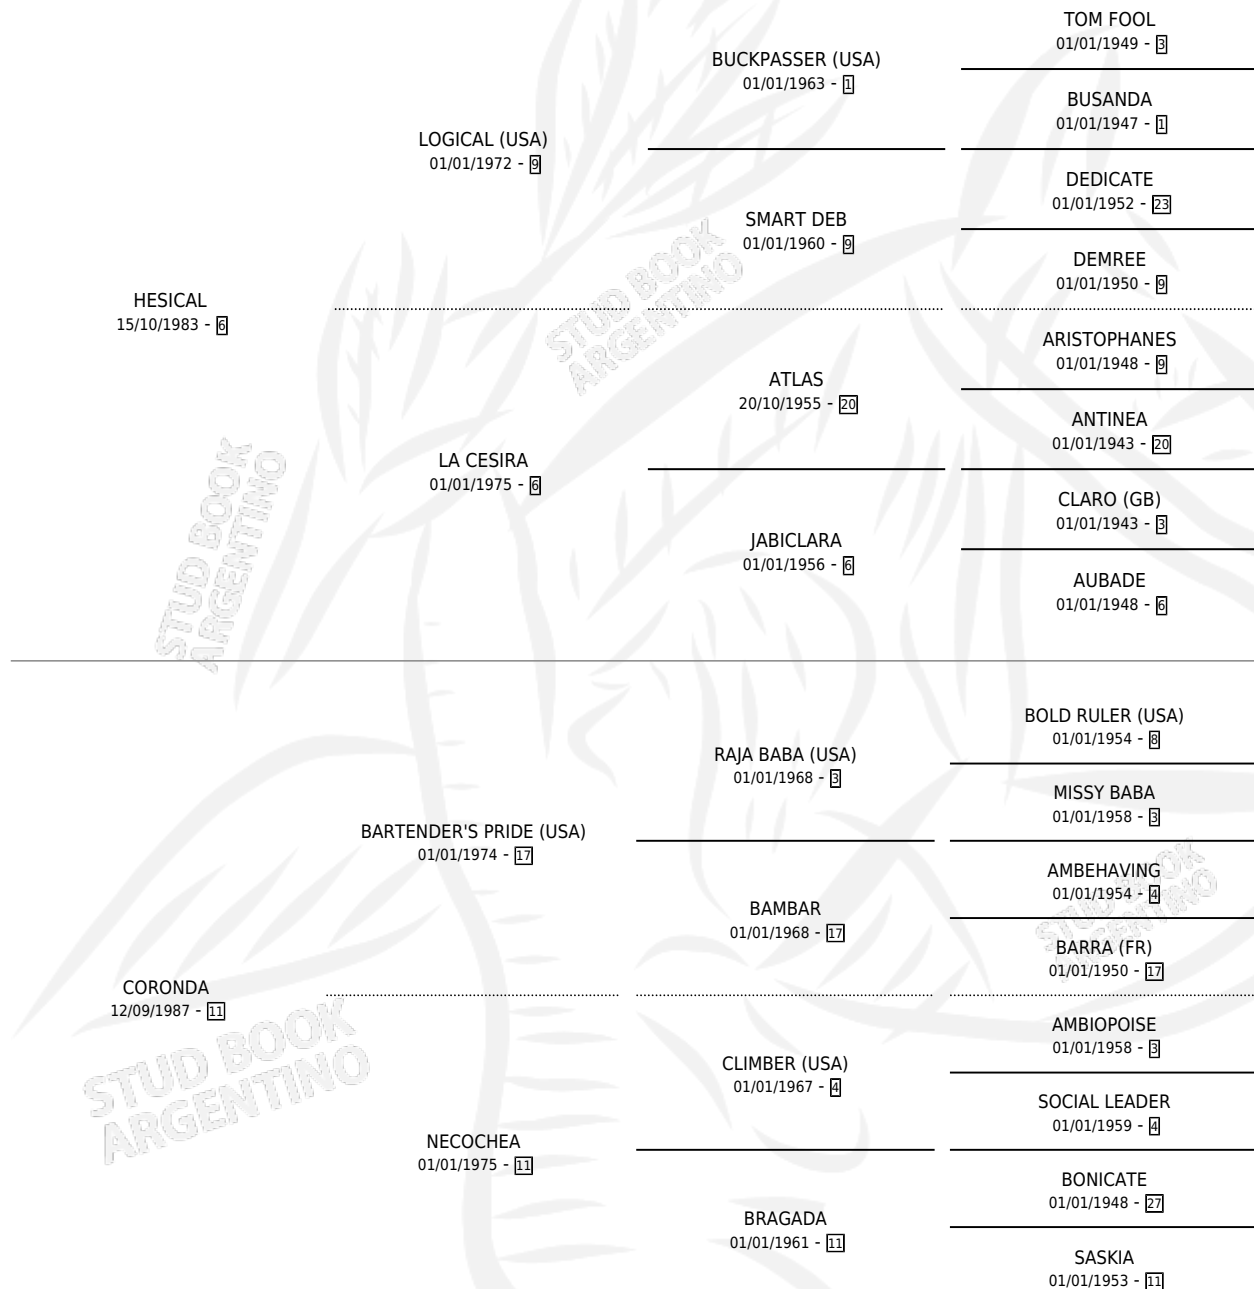 TOM FOOL
01/01/1949 - 3
BUCKPASSER (USA)
01/01/1963 - 1
BUSANDA
01/01/1947 - 1
LOGICAL (USA)
01/01/1972 - 9
DEDICATE
01/01/1952 - 23
SMART DEB
01/01/1960 - 9
DEMREE
01/01/1950 - 9
HESICAL
15/10/1983 - 6
STUD BOOK
ARGENTINO
ARISTOPHANES
01/01/1948 - 9
ATLAS
20/10/1955 - 20
ANTINEA
01/01/1943 - 20
LA CESIRA
01/01/1975 - 6
CLARO (GB)
01/01/1943 - 3
JABICLARA
01/01/1956 - 6
AUBADE
01/01/1948 - 6
STUD BOOK
ARGENTINO
BOLD RULER (USA)
01/01/1954 - 8
RAJA BABA (USA)
01/01/1968 - 3
MISSY BABA
01/01/1958 - 3
BARTENDER'S PRIDE (USA)
01/01/1974 - 17
AMBEHAVING
01/01/1954 - 4
BAMBAR
01/01/1968 - 17
BARRA (FR)
01/01/1950 - 17
STUD BOOK
ARGENTINO
CORONDA
12/09/1987 - 11
AMBIOPOISE
01/01/1958 - 3
CLIMBER (USA)
01/01/1967 - 4
SOCIAL LEADER
01/01/1959 - 4
STUD BOOK
ARGENTINO
NECOCHEA
01/01/1975 - 11
BONICATE
01/01/1948 - 27
BRAGADA
01/01/1961 - 11
SASKIA
01/01/1953 - 11